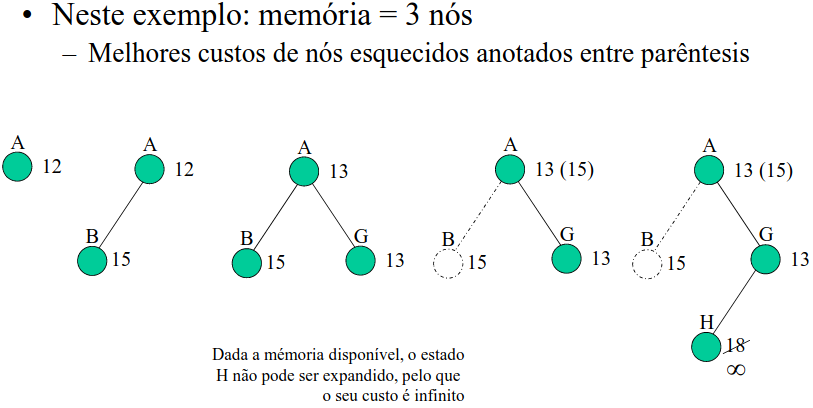 • Neste exemplo: memória = 3 nós
– Melhores custos de nós esquecidos anotados entre parêntesis
A
12
A
12
B
15
A
13
B
15
G
13
A
13 (15)
B
15
G
13
A
13 (15)
B
15
G
13
H
18
∞
Dada a mémoria disponível, o estado
H não pode ser expandido, pelo que
o seu custo é infinito